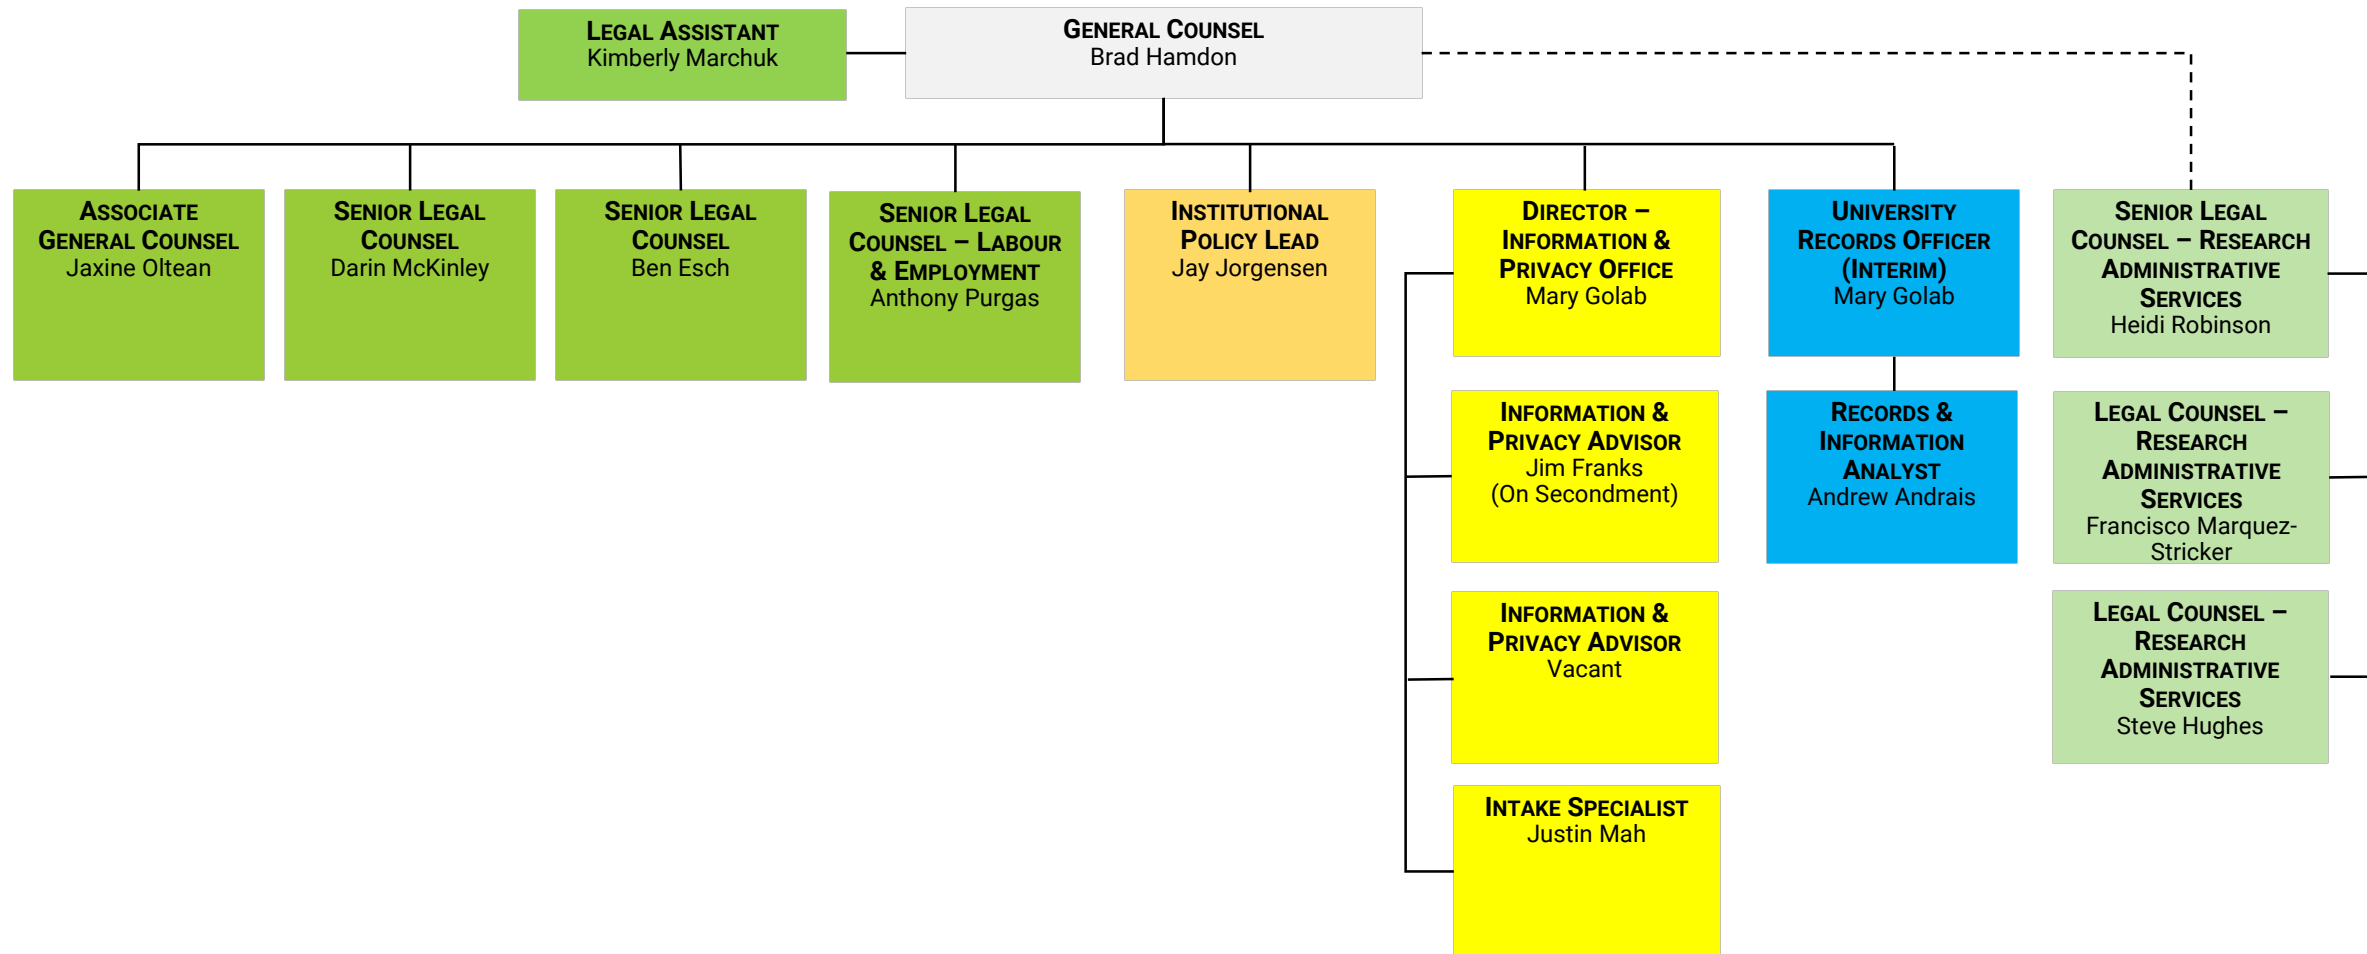 LEGAL ASSISTANT
Kimberly Marchuk
GENERAL COUNSEL
Brad Hamdon
ASSOCIATE
GENERAL COUNSEL
Jaxine Oltean
SENIOR LEGAL
COUNSEL
Darin McKinley
SENIOR LEGAL
COUNSEL
Ben Esch
SENIOR LEGAL
COUNSEL – LABOUR
& EMPLOYMENT
Anthony Purgas
INSTITUTIONAL
POLICY LEAD
Jay Jorgensen
DIRECTOR –
INFORMATION &
PRIVACY OFFICE
Mary Golab
UNIVERSITY
RECORDS OFFICER
(INTERIM)
Mary Golab
SENIOR LEGAL
COUNSEL – RESEARCH
ADMINISTRATIVE
SERVICES
Heidi Robinson
INFORMATION &
PRIVACY ADVISOR
Jim Franks
(On Secondment)
RECORDS &
INFORMATION
ANALYST
Andrew Andrais
LEGAL COUNSEL –
RESEARCH
ADMINISTRATIVE
SERVICES
Francisco Marquez-
Stricker
INFORMATION &
PRIVACY ADVISOR
Vacant
LEGAL COUNSEL –
RESEARCH
ADMINISTRATIVE
SERVICES
Steve Hughes
INTAKE SPECIALIST
Justin Mah